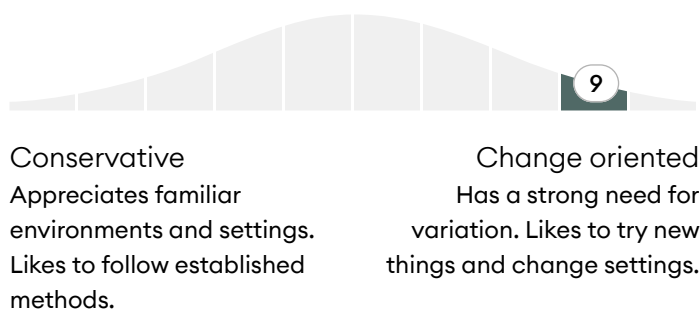 9
Conservative
Appreciates familiar
environments and settings.
Likes to follow established
methods.
Change oriented
Has a strong need for
variation. Likes to try new
things and change settings.